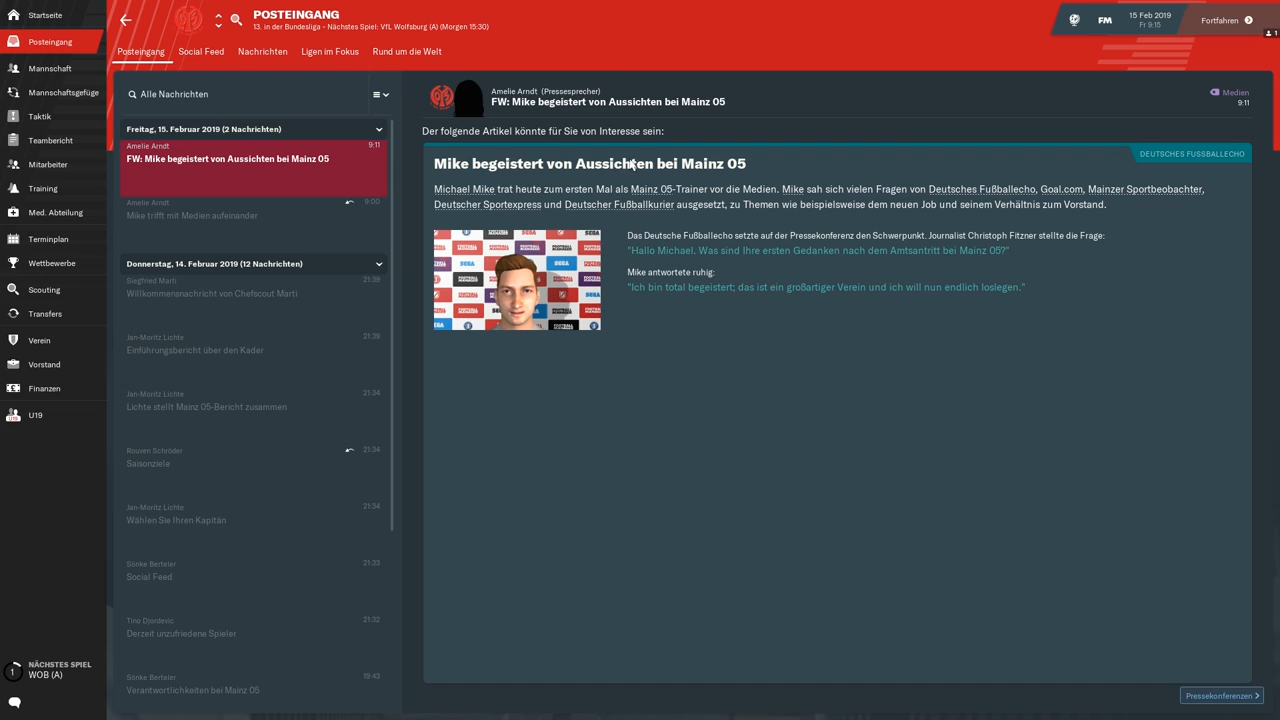 Startseite
Posteingang
Mannschaft
Mannschaftsgefüge
Taktik
Teambericht
Mitarbeiter
Training
Med. Abteilung
Terminplan
Wettbewerbe
Scouting
Transfers
Verein
Vorstand
Finanzen
U19
NÄCHSTES SPIEL
1 WOB (A)
POSTEINGANG
13. in der Bundesliga - Nächstes Spiel: VfL Wolfsburg (A) (Morgen 15:30)
FM
15 Feb 2019
Fr 9:15
Fortfahren
1
Posteingang Social Feed Nachrichten Ligen im Fokus Rund um die Welt
Alle Nachrichten
Freitag, 15. Februar 2019 (2 Nachrichten)
Amelie Arndt 9:11
FW: Mike begeistert von Aussichten bei Mainz 05
Amelie Arndt 9:00
Mike trifft mit Medien aufeinander
Donnerstag, 14. Februar 2019 (12 Nachrichten)
Siegfried Marti 21:39
Willkommensnachricht von Chefscout Marti
Jan-Moritz Lichte 21:39
Einführungsbericht über den Kader
Jan-Moritz Lichte 21:34
Lichte stellt Mainz 05-Bericht zusammen
Rouven Schröder 21:34
Saisonziele
Jan-Moritz Lichte 21:34
Wählen Sie Ihren Kapitän
Sönke Berteler 21:33
Social Feed
Tino Djordevic 21:32
Derzeit unzufriedene Spieler
Sönke Berteler 19:43
Verantwortlichkeiten bei Mainz 05
Amelie Arndt (Pressesprecher)
FW: Mike begeistert von Aussichten bei Mainz 05
Medien
9:11
Der folgende Artikel könnte für Sie von Interesse sein:
DEUTSCHES FUSSBALLECHO
Mike begeistert von Aussichten bei Mainz 05
Michael Mike trat heute zum ersten Mal als Mainz 05-Trainer vor die Medien. Mike sah sich vielen Fragen von Deutsches Fußballecho, Goal.com, Mainzer Sportbeobachter,
Deutscher Sportexpress und Deutscher Fußballkurier ausgesetzt, zu Themen wie beispielsweise dem neuen Job und seinem Verhältnis zum Vorstand.
SEGA
Das Deutsche Fußballecho setzte auf der Pressekonferenz den Schwerpunkt. Journalist Christoph Fitzner stellte die Frage:
"Hallo Michael. Was sind Ihre ersten Gedanken nach dem Amtsantritt bei Mainz 05?"
Mike antwortete ruhig:
"Ich bin total begeistert; das ist ein großartiger Verein und ich will nun endlich loslegen."
Pressekonferenzen